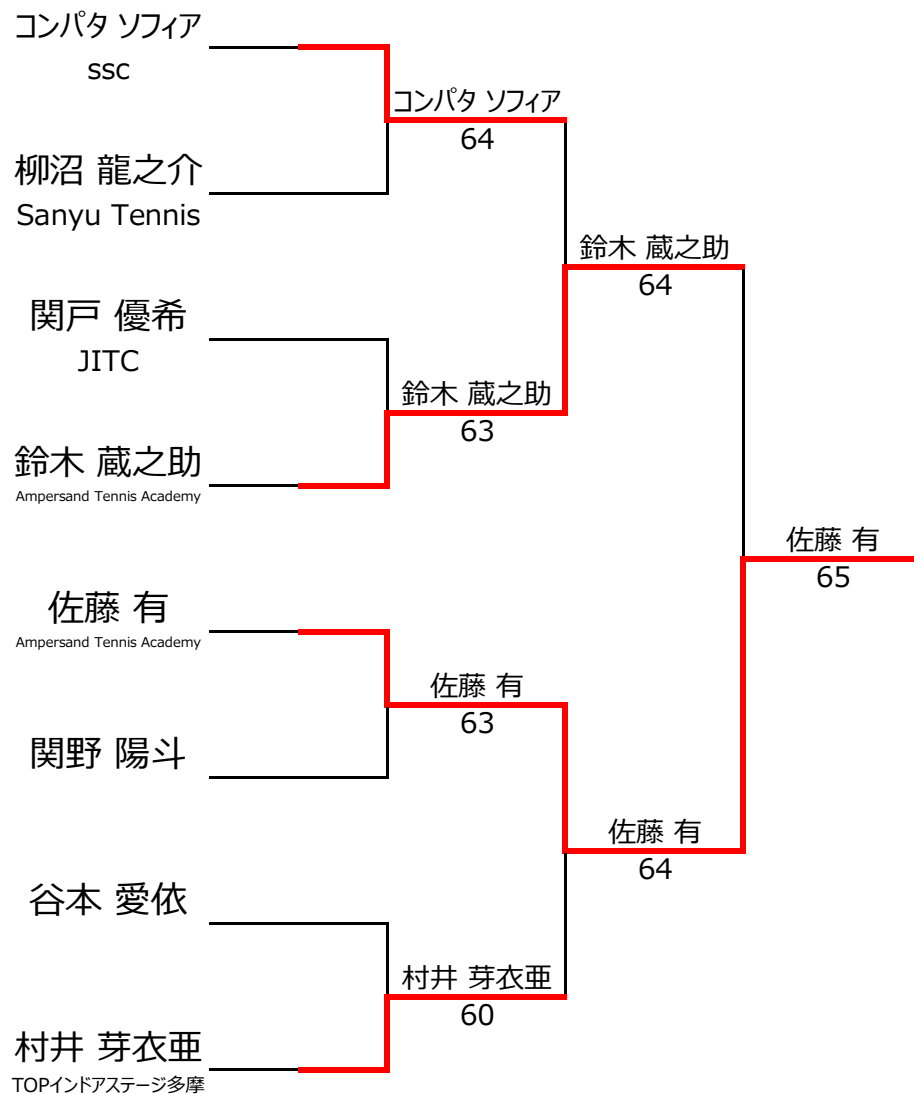 コンパタ ソフィア
ssc
柳沼 龍之介
Sanyu Tennis
関戸 優希
JITC
鈴木 蔵之助
Ampersand Tennis Academy
佐藤 有
Ampersand Tennis Academy
関野 陽斗
谷本 愛依
村井 芽衣亜
TOPインドアステージ多摩
コンパタ ソフィア
64
鈴木 蔵之助
63
佐藤 有
63
村井 芽衣亜
60
鈴木 蔵之助
64
佐藤 有
64
佐藤 有
65